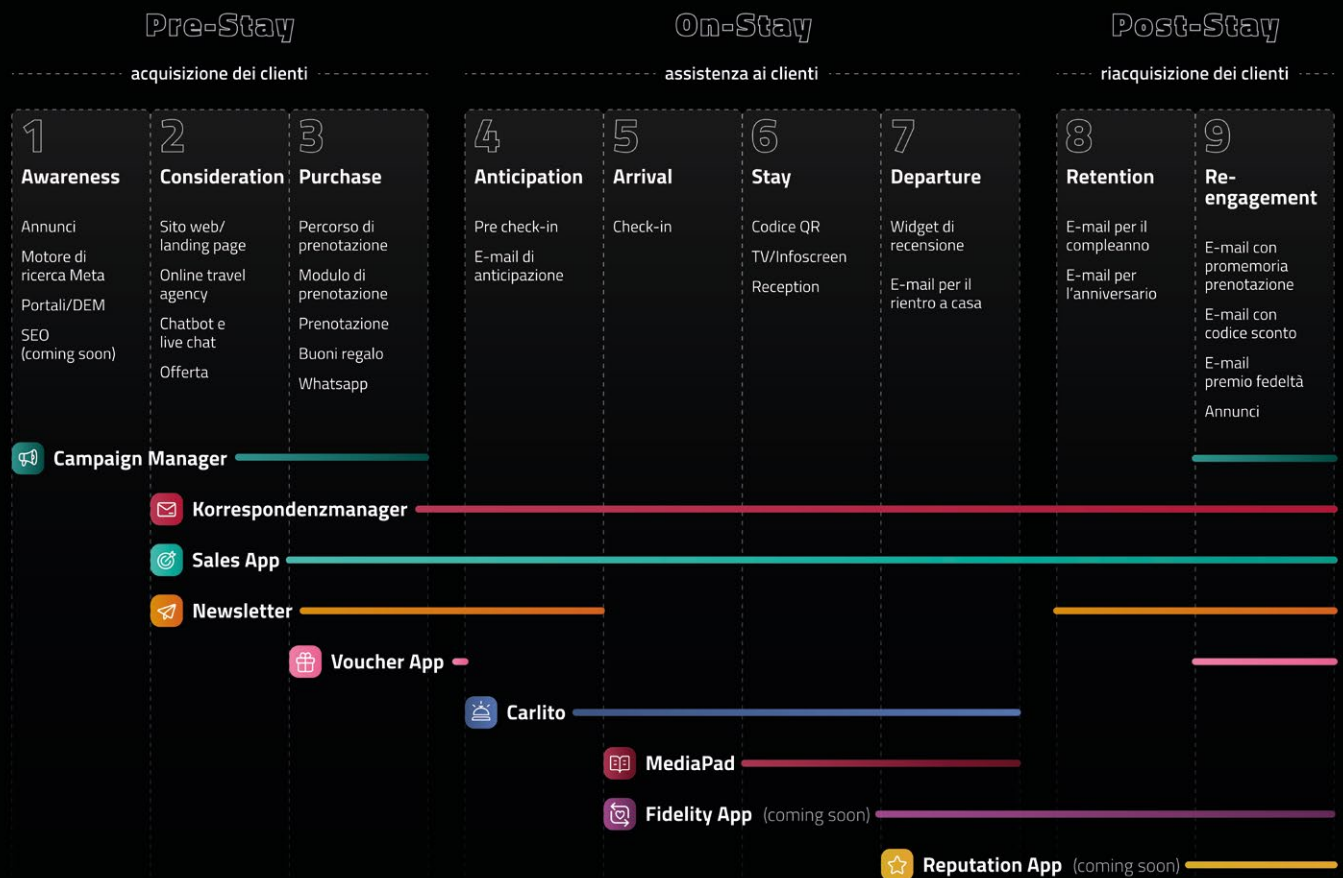 Pre-Stay
On-Stay
Post-Stay
acquisizione dei clienti
assistenza ai clienti
riacquisizione dei clienti
1
Awareness
Annunci
Motore di
ricerca Meta
Portali/DEM
SEO
(coming soon)
2
Consideration
Sito web/
landing page
Online travel
agency
Chatbot e
live chat
Offerta
3
Purchase
Percorso di
prenotazione
Modulo di
prenotazione
Prenotazione
Buoni regalo
Whatsapp
4
Anticipation
Pre check-in
E-mail di
anticipazione
5
Arrival
Check-in
6
Stay
Codice QR
TV/Infoscreen
Reception
7
Departure
Widget di
recensione
E-mail per il
rientro a casa
8
Retention
E-mail per il
compleanno
E-mail per
l'anniversario
9
Re-
engagement
E-mail con
promemoria
prenotazione
E-mail con
codice sconto
E-mail
premio fedeltà
Annunci
Campaign Manager
Korrespondenzmanager
Sales App
Newsletter
Voucher App
Carlito
MediaPad
Fidelity App (coming soon)
Reputation App (coming soon)